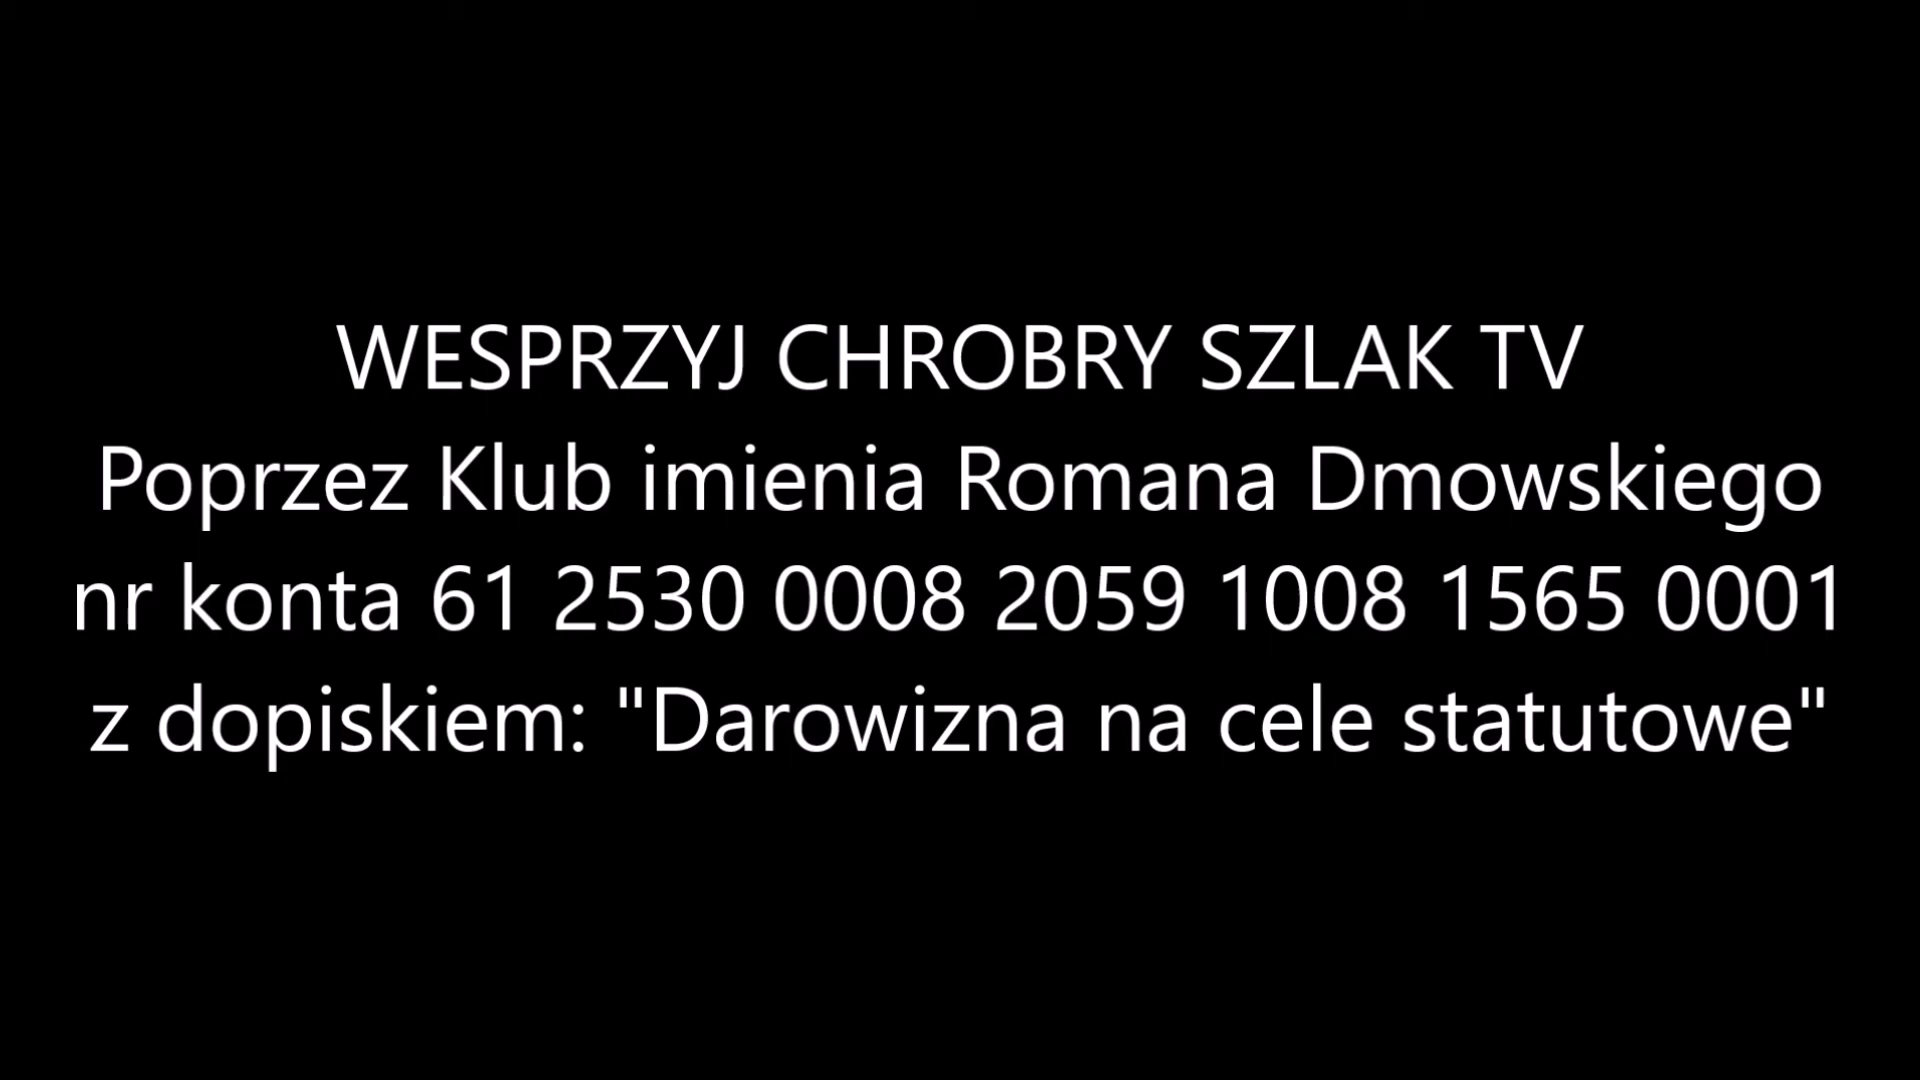 WESPRZYJ CHROBRY SZLAK TV
Poprzez Klub imienia Romana Dmowskiego
nr konta 61 2530 0008 2059 1008 1565 0001
z dopiskiem: "Darowizna na cele statutowe"